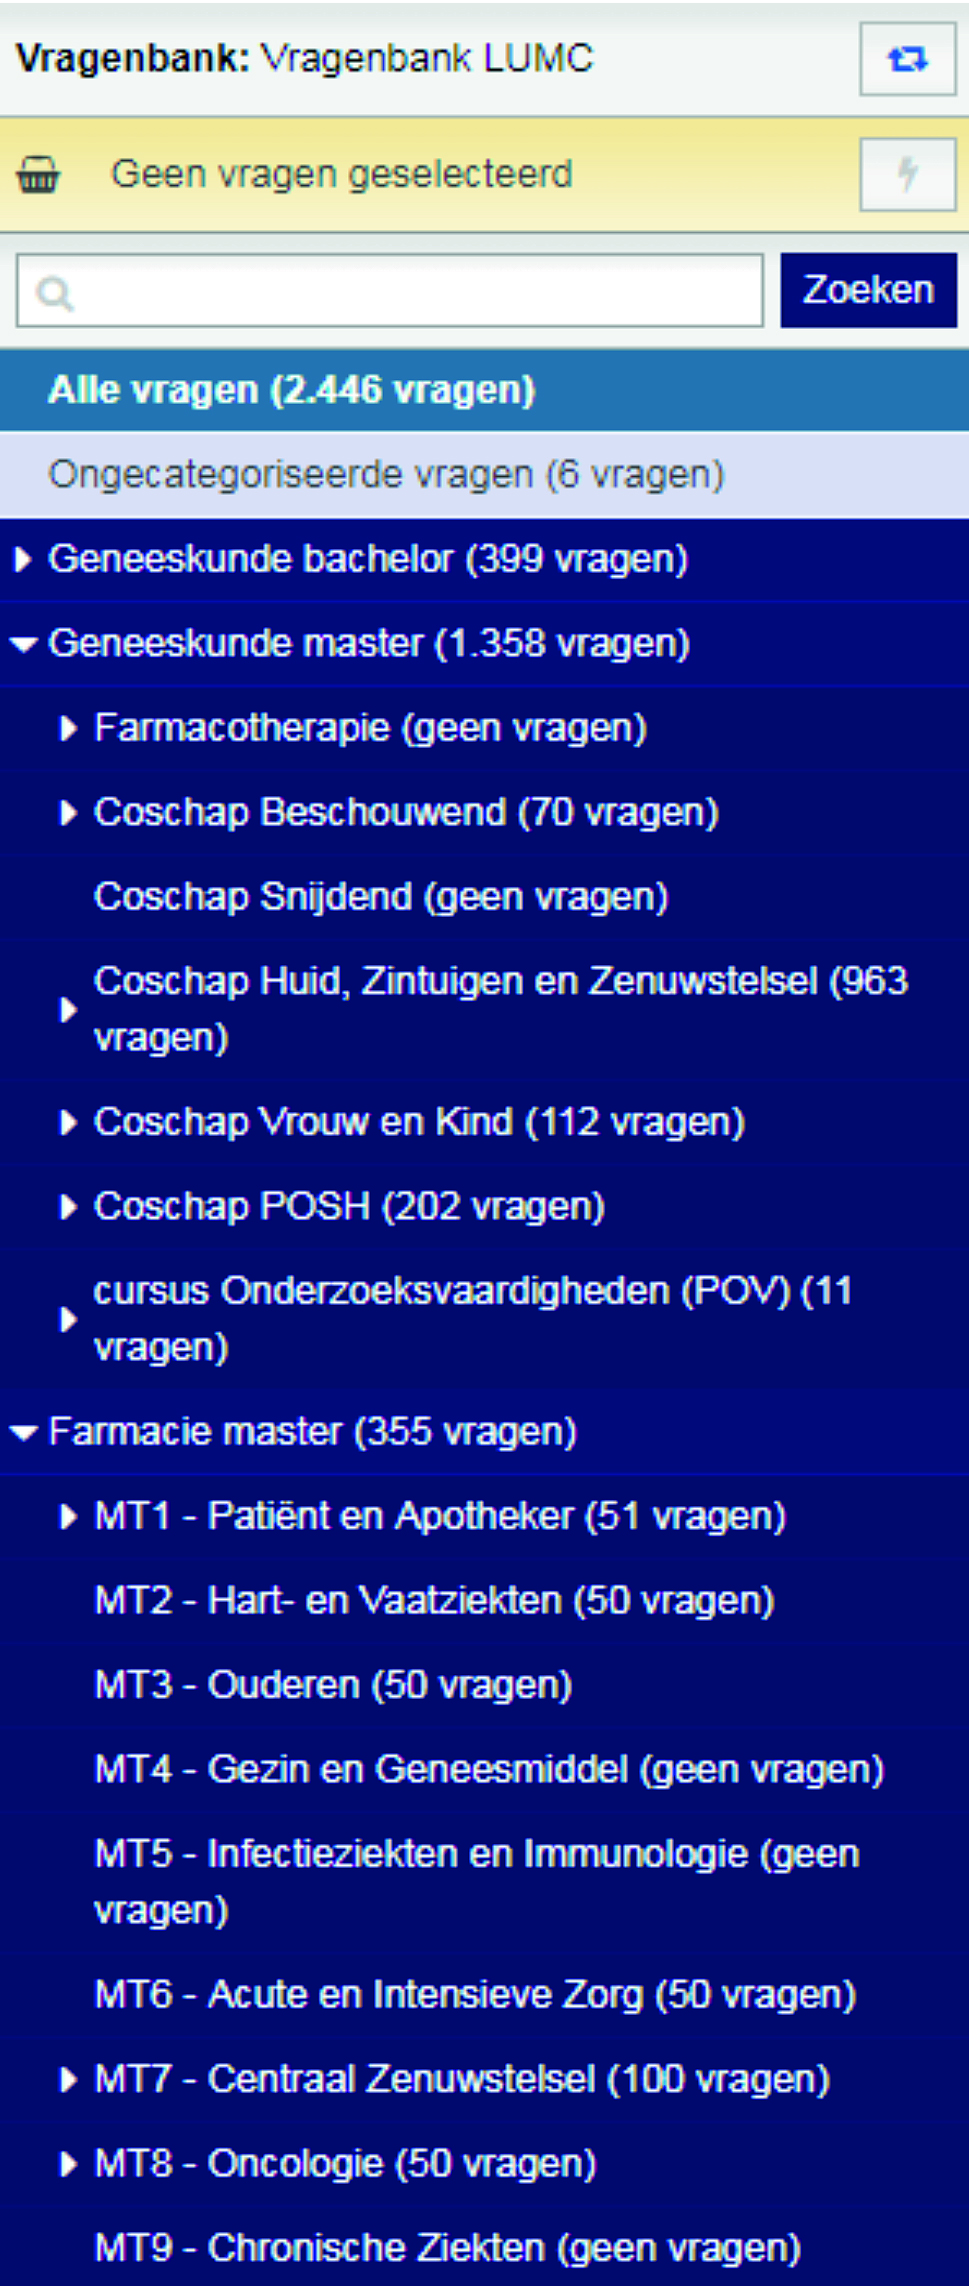 Vragenbank: Vragenbank LUMC
Geen vragen geselecteerd
Zoeken
Alle vragen (2.446 vragen)
Ongecategoriseerde vragen (6 vragen)
Geneeskunde bachelor (399 vragen)
Geneeskunde master (1.358 vragen)
Farmacotherapie (geen vragen)
Coschap Beschouwend (70 vragen)
Coschap Snijdend (geen vragen)
Coschap Huid, Zintuigen en Zenuwstelsel (963
vragen)
Coschap Vrouw en Kind (112 vragen)
Coschap POSH (202 vragen)
cursus Onderzoeksvaardigheden (POV) (11
vragen)
Farmacie master (355 vragen)
MT1 - Patiënt en Apotheker (51 vragen)
MT2 - Hart- en Vaatziekten (50 vragen)
MT3 - Ouderen (50 vragen)
MT4 - Gezin en Geneesmiddel (geen vragen)
MT5 - Infectieziekten en Immunologie (geen
vragen)
MT6 - Acute en Intensieve Zorg (50 vragen)
MT7 - Centraal Zenuwstelsel (100 vragen)
MT8 - Oncologie (50 vragen)
MT9 - Chronische Ziekten (geen vragen)